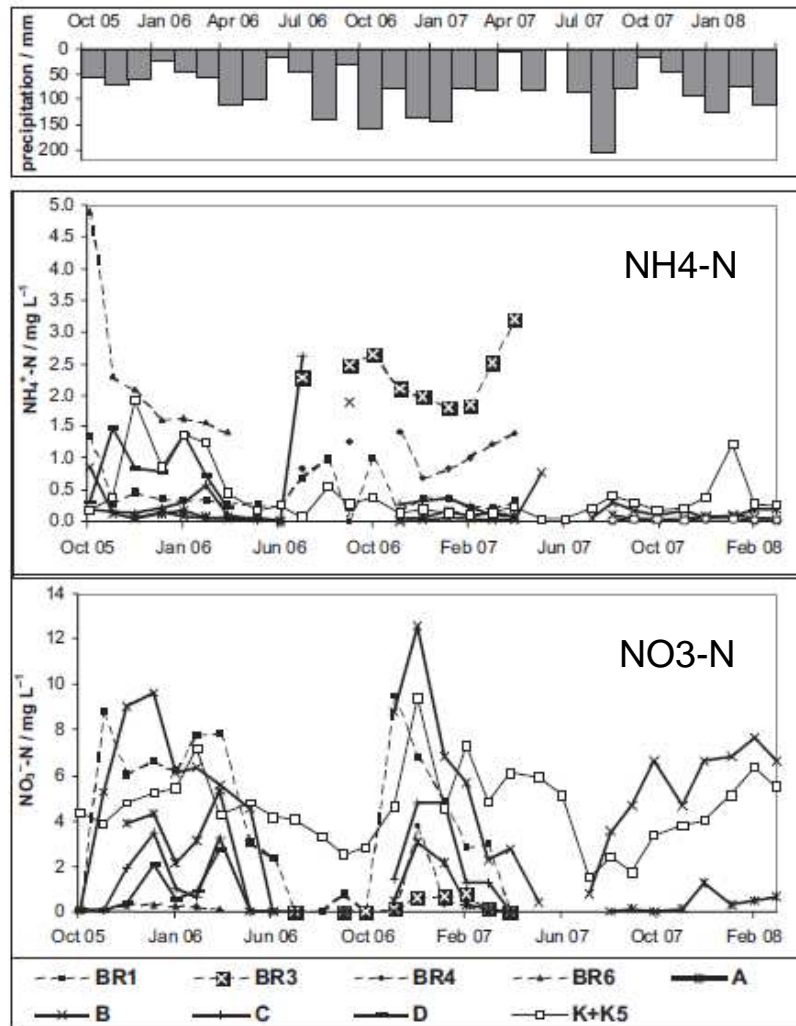 Oct 05 Jan 06 Apr 06 Jul 06 Oct 06 Jan 07 Apr 07 Jul 07 Oct 07 Jan 08
precipitation / mm
0
50
100
150
200
NH4-N
NH₄⁺-N / mg L⁻¹
5.0
4.5
4.0
3.5
3.0
2.5
2.0
1.5
1.0
0.5
0.0
Oct 05 Jan 06 Jun 06 Oct 06 Feb 07 Jun 07 Oct 07 Feb 08
NO3-N
NO₃⁻-N / mg L⁻¹
14
12
10
8
6
4
2
0
Oct 05 Jan 06 Jun 06 Oct 06 Feb 07 Jun 07 Oct 07 Feb 08
BR1 BR3 BR4 BR6 A
B C D K+K5